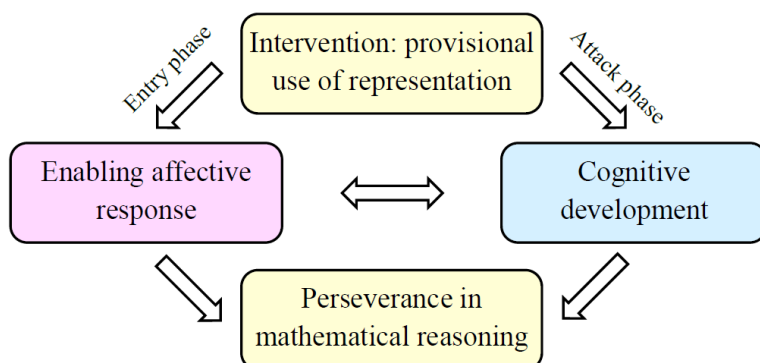 Intervention: provisional
use of representation
Entry phase
Attack phase
Enabling affective
response
Cognitive
development
Perseverance in
mathematical reasoning